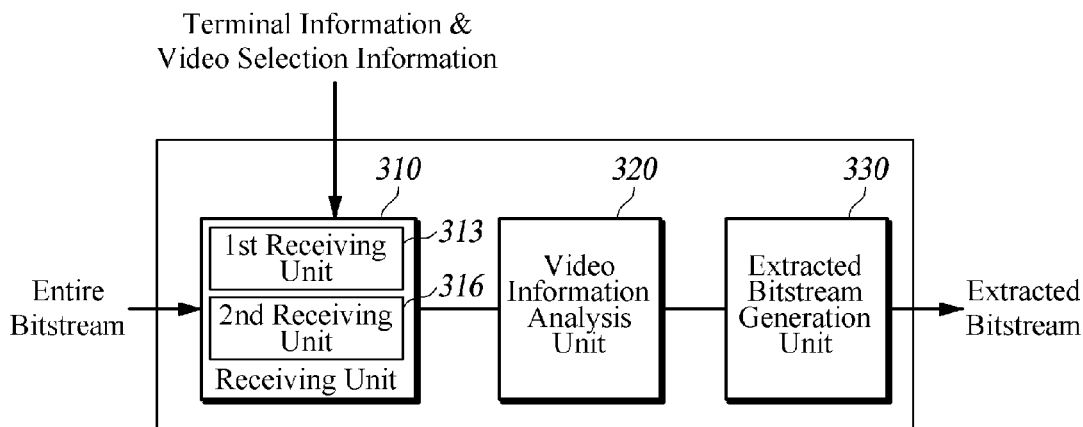 Terminal Information &
Video Selection Information
310
320
330
1st Receiving
Unit
313
2nd Receiving
Unit
316
Receiving Unit
Entire
Bitstream
Video
Information
Analysis
Unit
Extracted
Bitstream
Generation
Unit
Extracted
Bitstream